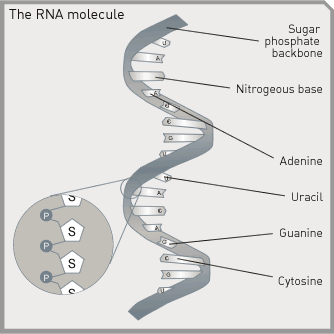 The RNA molecule
Sugar
phosphate
backbone
Nitrogeous base
Adenine
Uracil
Guanine
Cytosine
U
A
A
C
G
U
A
C
A
G
C
G
U
S
P
S
P
S
P
S